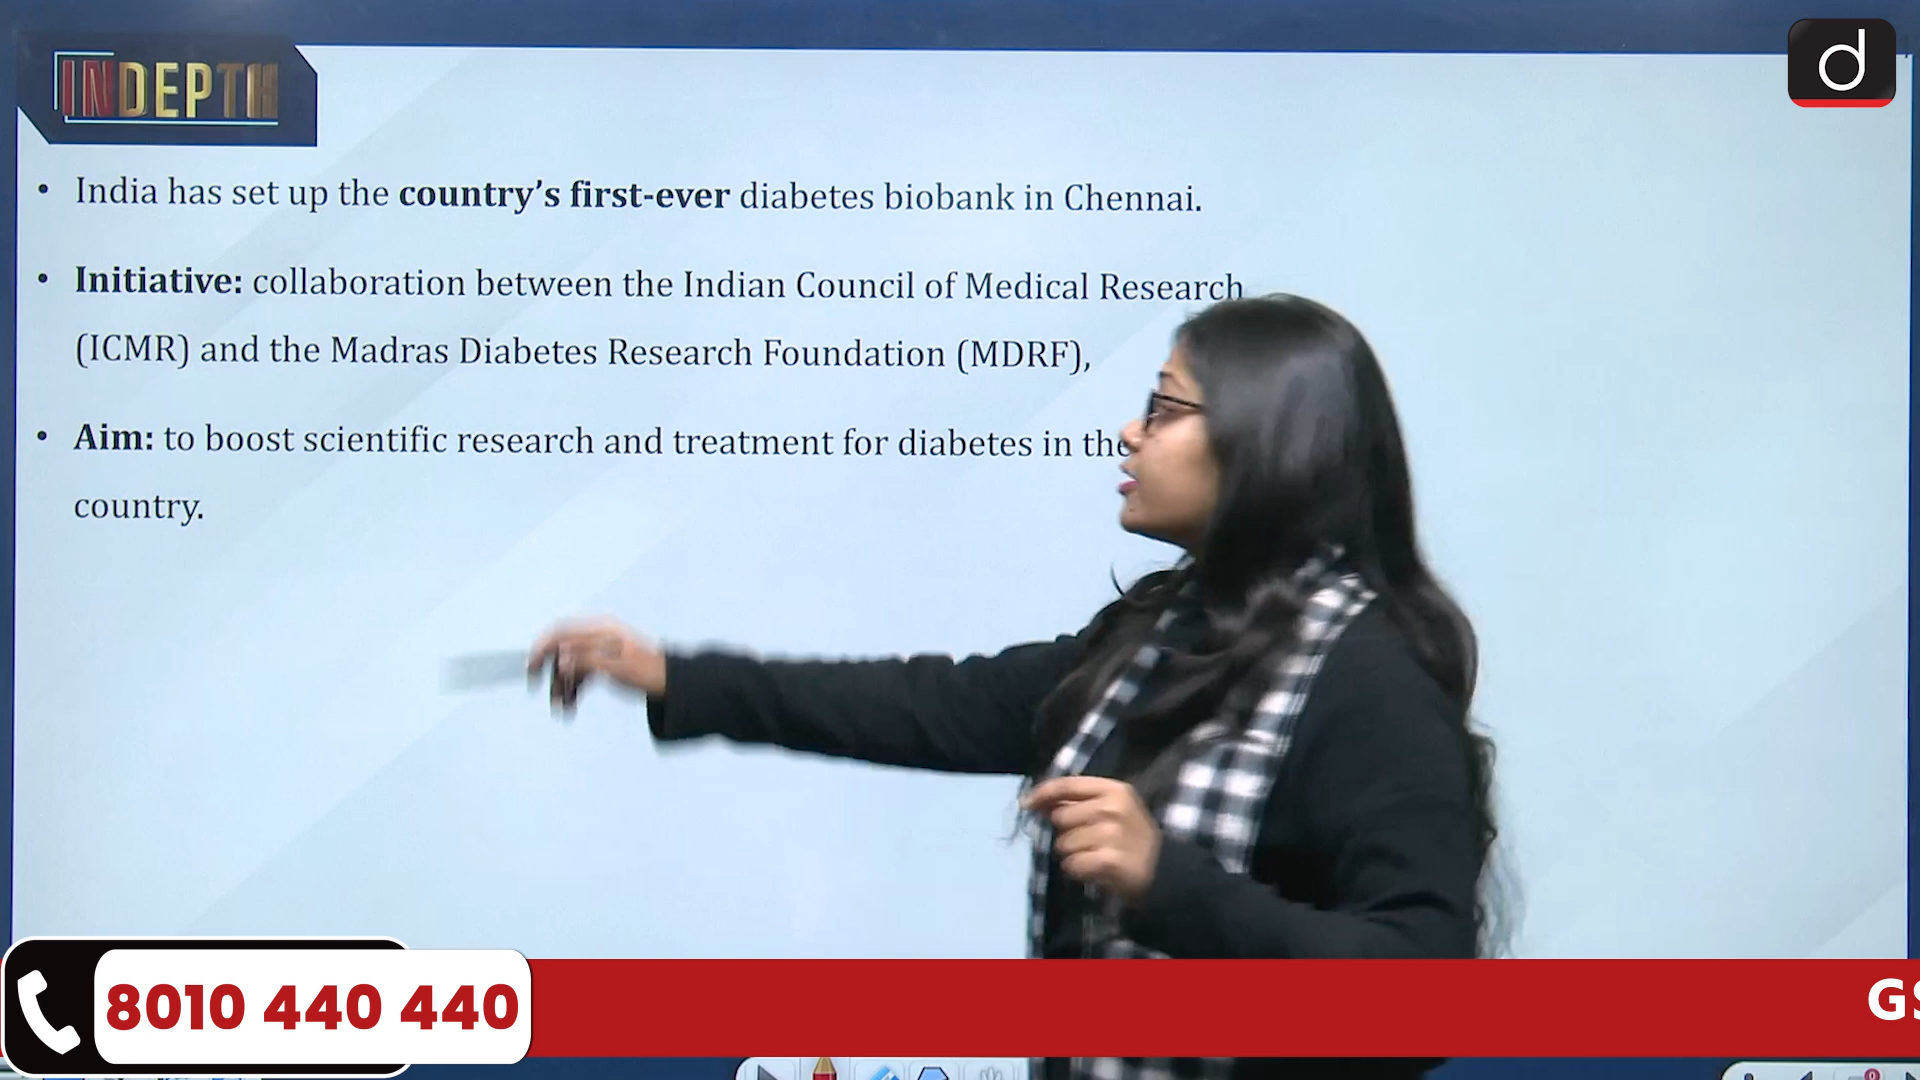 INDEPTH
d
• India has set up the country’s first-ever diabetes biobank in Chennai.
• Initiative: collaboration between the Indian Council of Medical Research
(ICMR) and the Madras Diabetes Research Foundation (MDRF),
• Aim: to boost scientific research and treatment for diabetes in the
country.
8010 440 440